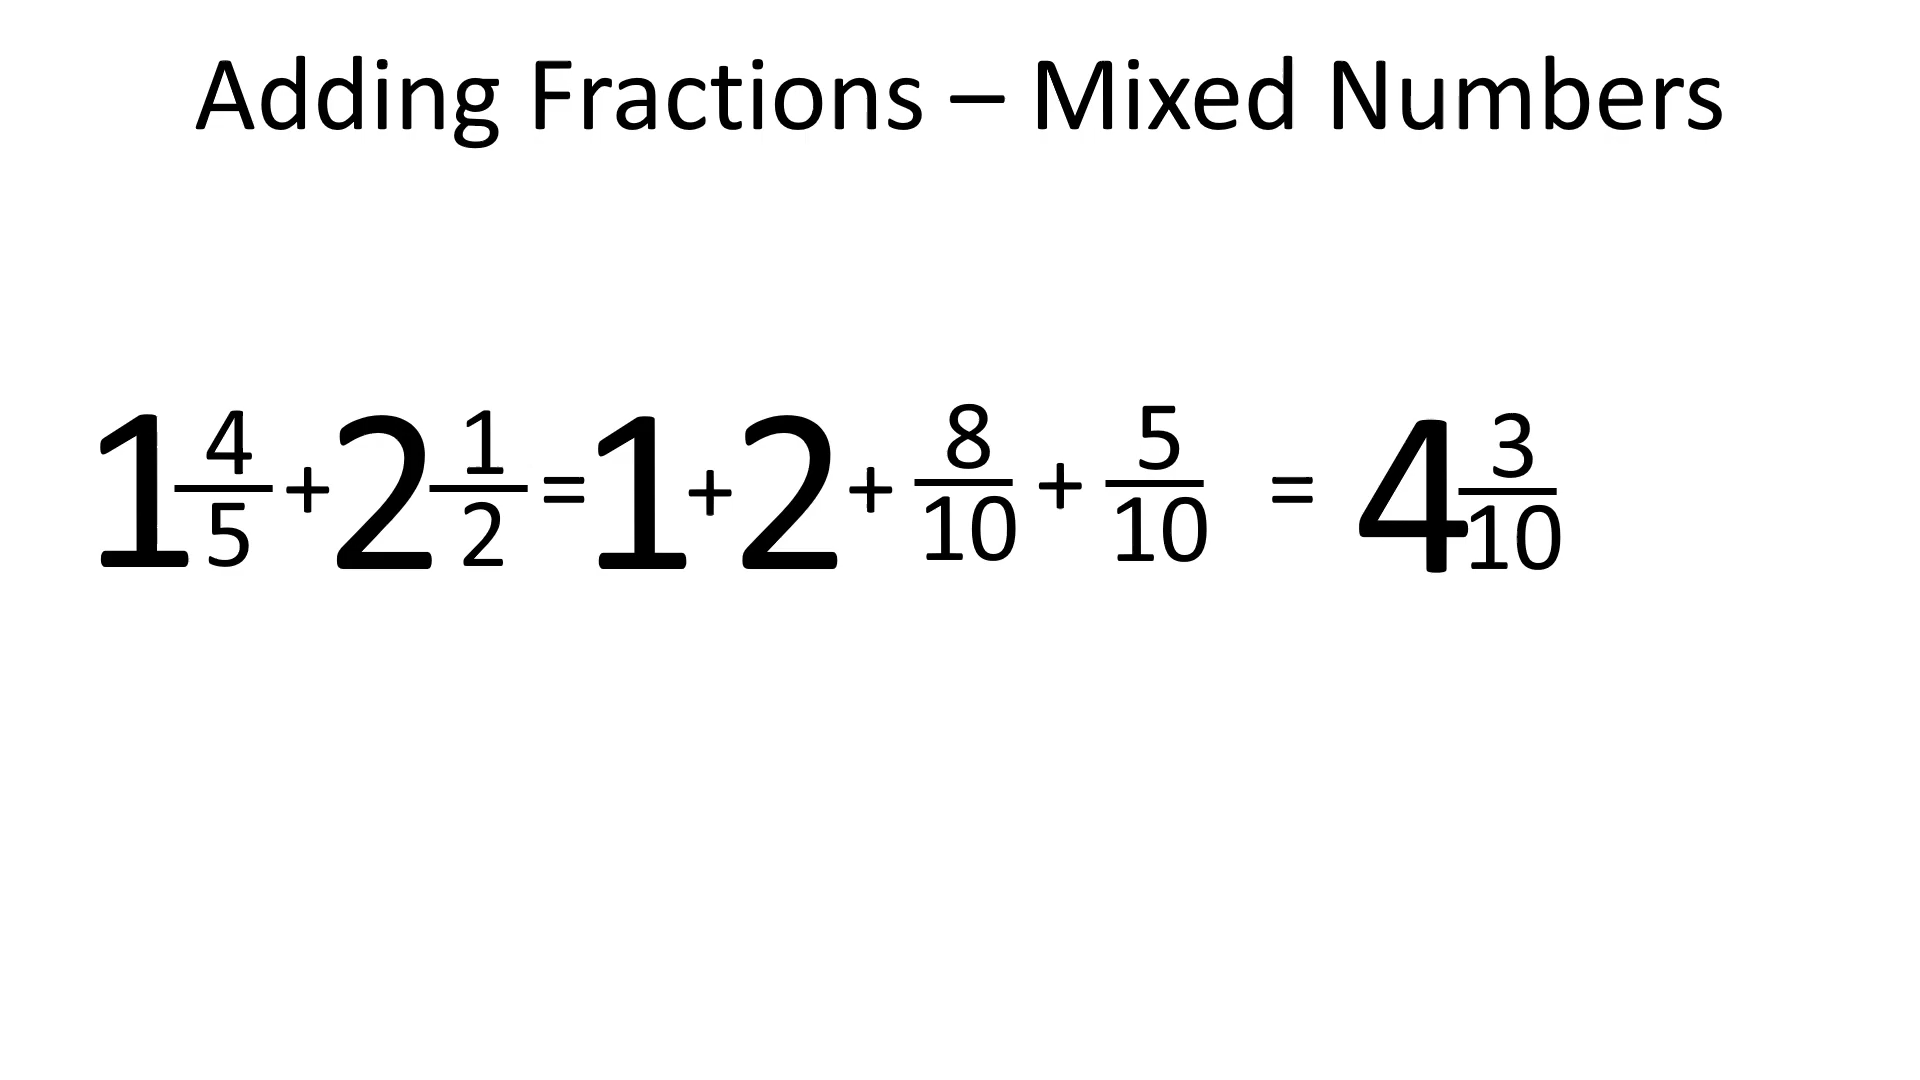 Adding Fractions – Mixed Numbers
1 4/5 + 2 1/2 = 1 + 2 + 8/10 + 5/10 = 4 3/10